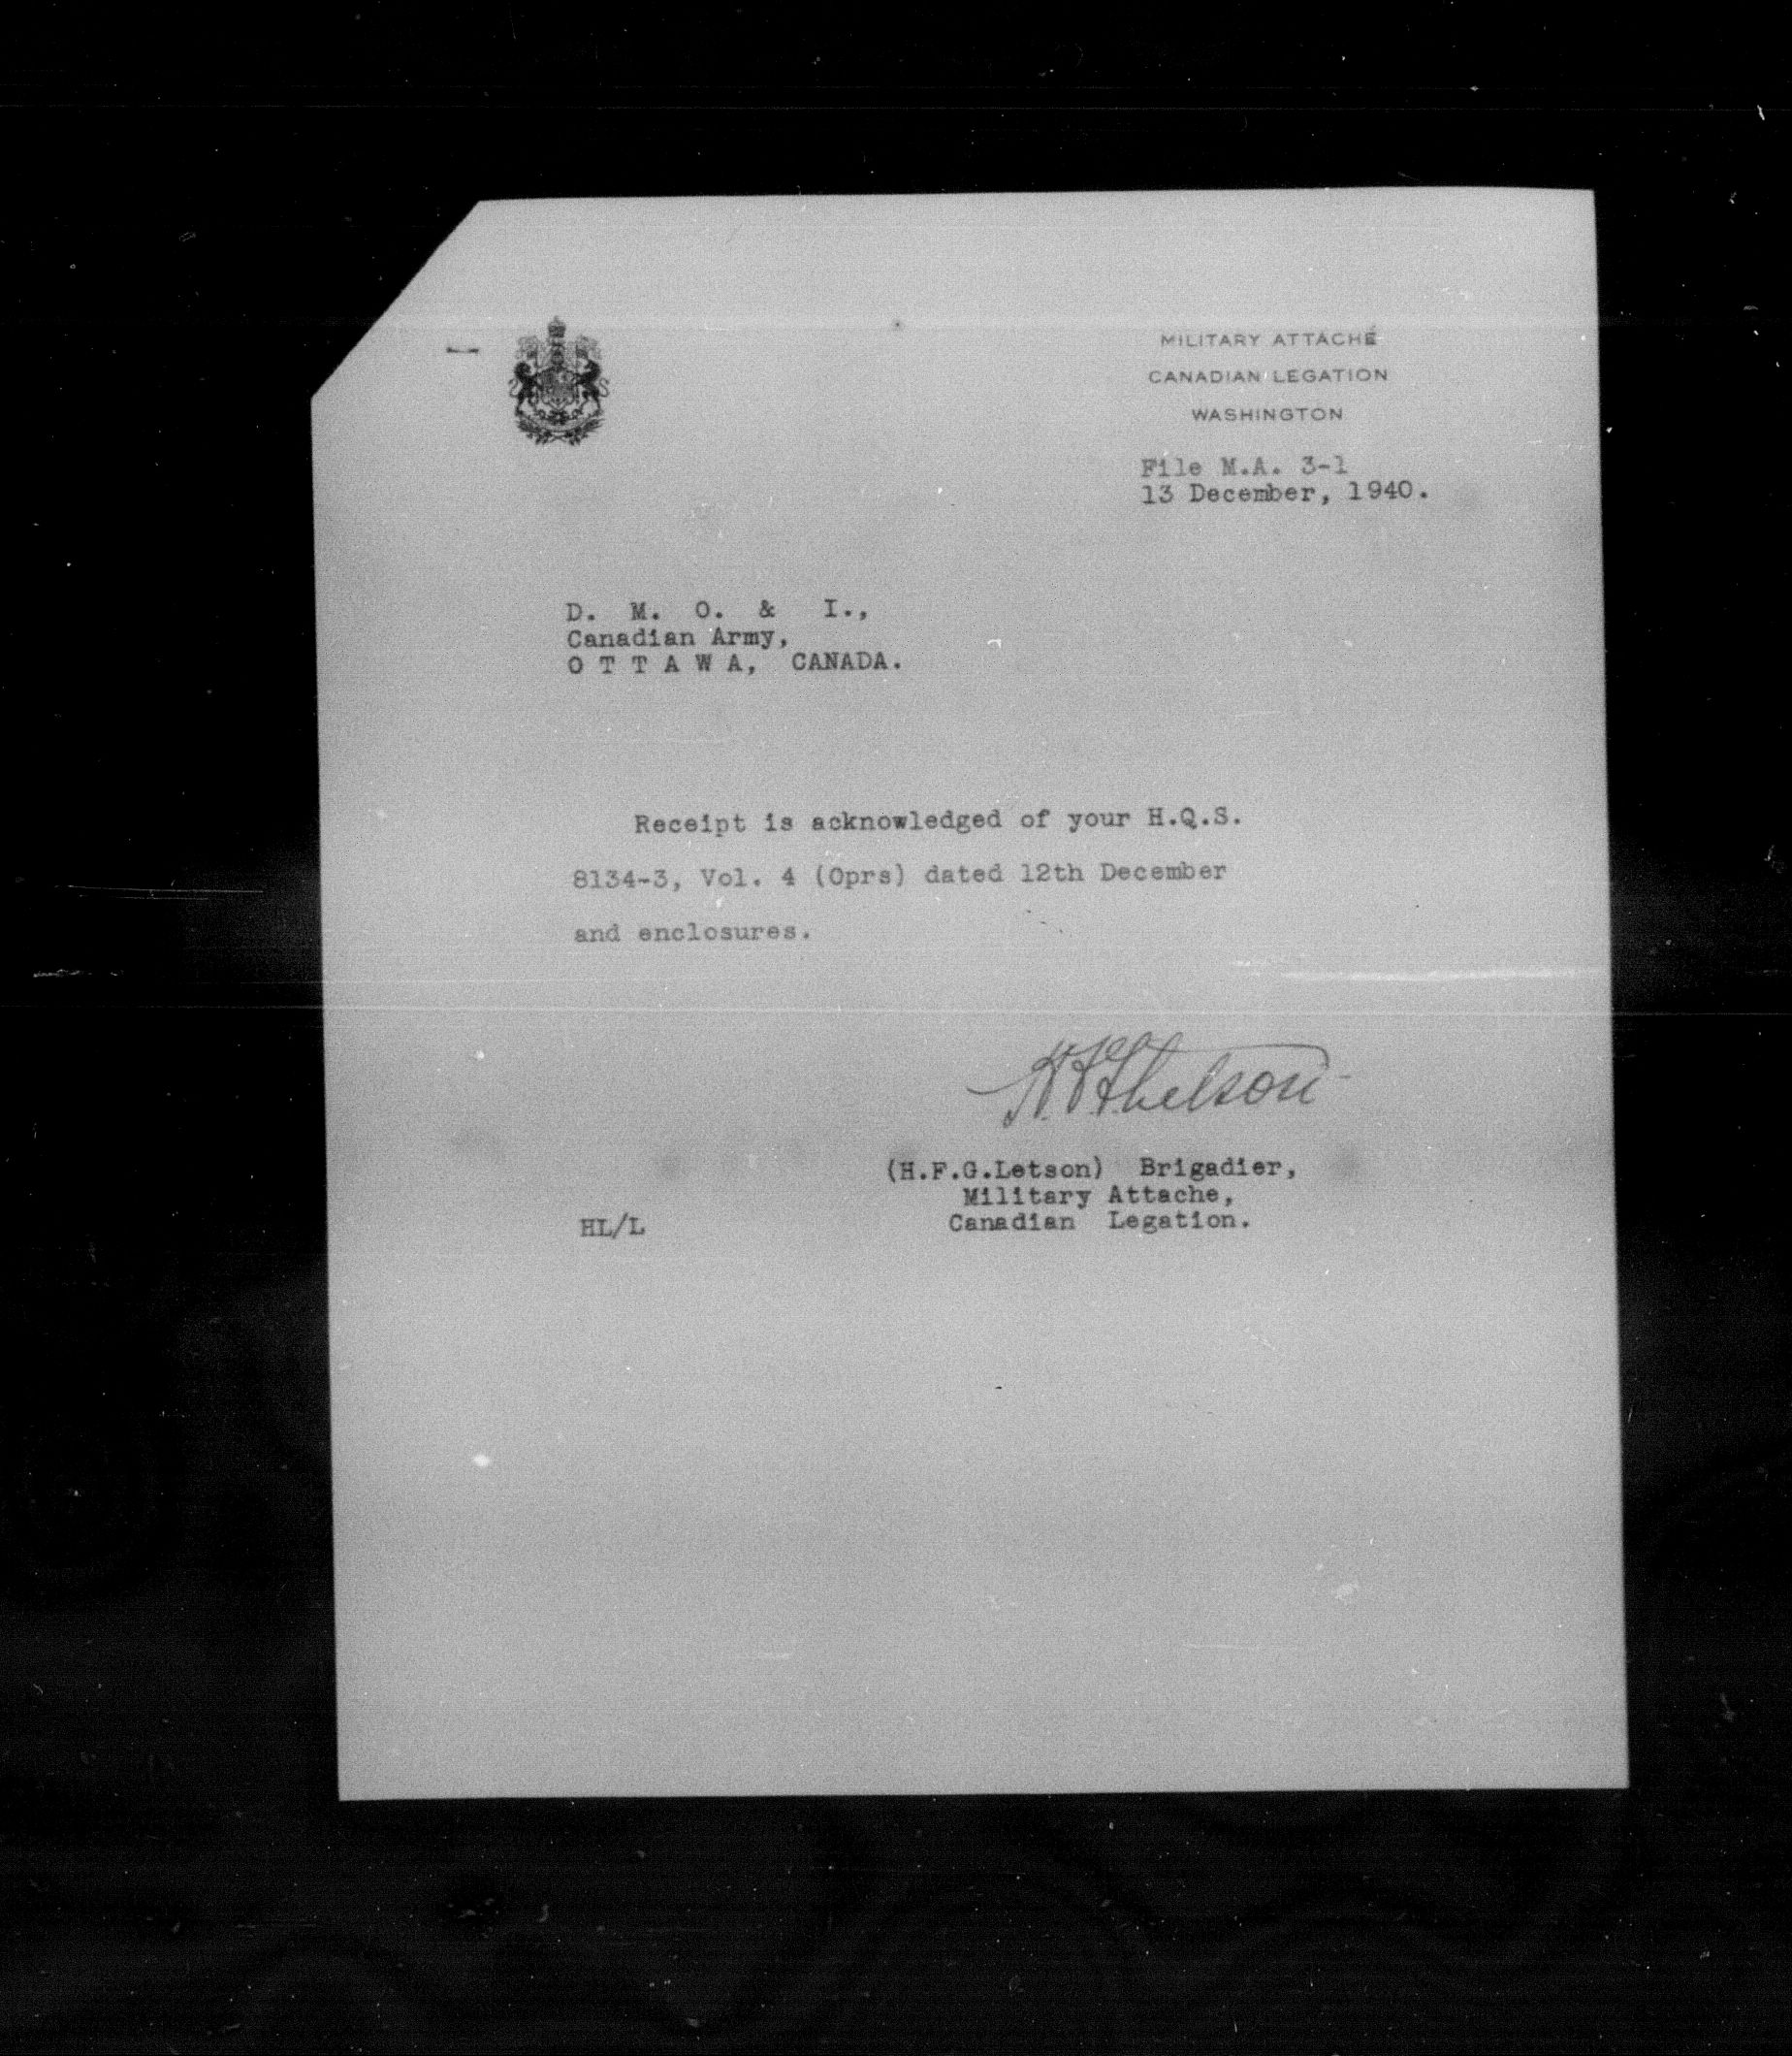 MILITARY ATTACHÉ
CANADIAN LEGATION
WASHINGTON
File M.A. 3-1
13 December, 1940.
D. M. O. & I.,
Canadian Army,
O T T A W A, CANADA.
Receipt is acknowledged of your H.Q.S.
8134-3, Vol. 4 (Oprs) dated 12th December
and enclosures.
H.F.G. Letson
(H.F.G.Letson) Brigadier,
Military Attache,
Canadian Legation.
HL/L